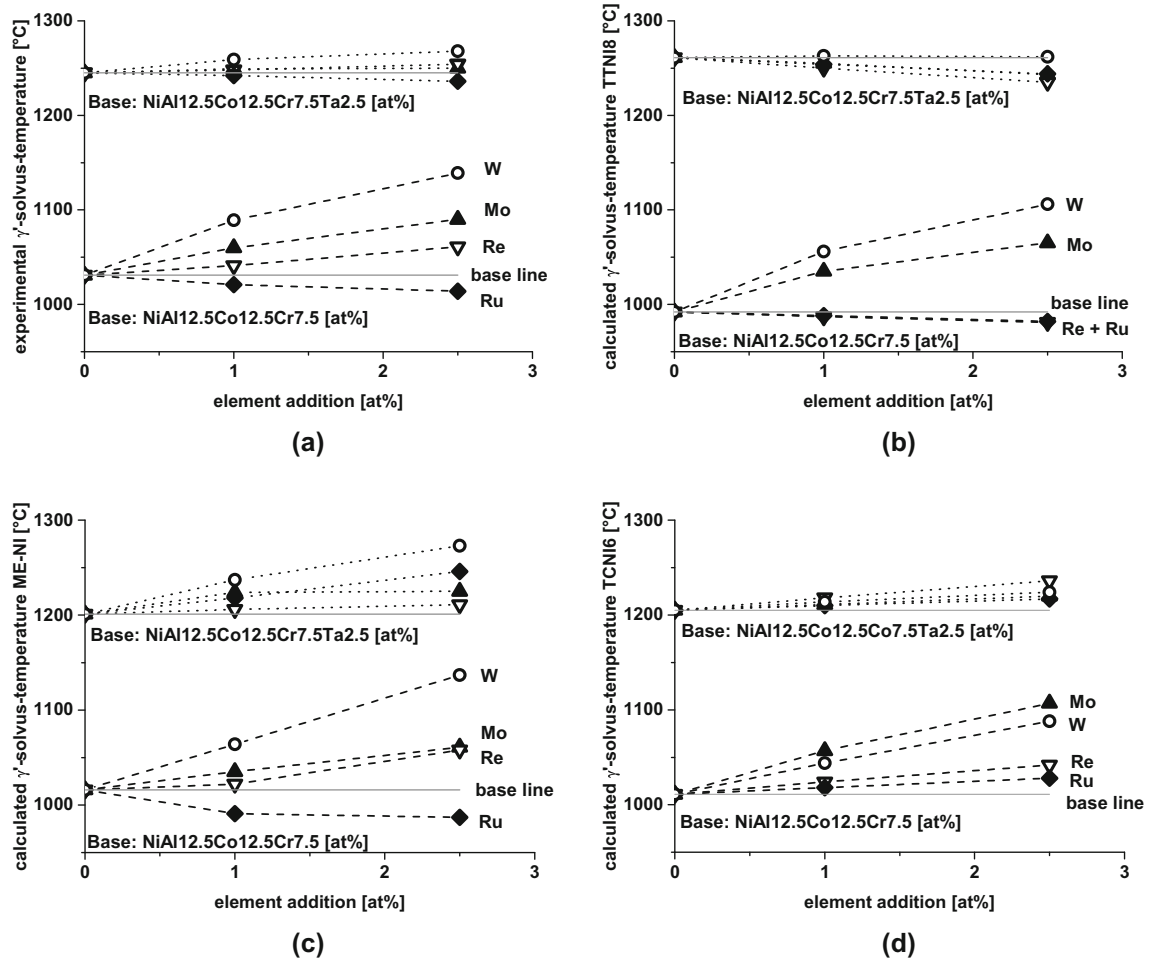 experimental γ'-solvus-temperature [°C]
1300
1200
1100
1000
Base: NiAl12.5Co12.5Cr7.5Ta2.5 [at%]
W
Mo
Re
base line
Ru
Base: NiAl12.5Co12.5Cr7.5 [at%]
0
1
2
3
element addition [at%]
(a)
calculated γ'-solvus-temperature TTNI8 [°C]
1300
1200
1100
1000
Base: NiAl12.5Co12.5Cr7.5Ta2.5 [at%]
W
Mo
base line
Re + Ru
Base: NiAl12.5Co12.5Cr7.5 [at%]
0
1
2
3
element addition [at%]
(b)
calculated γ'-solvus-temperature ME-NI [°C]
1300
1200
1100
1000
Base: NiAl12.5Co12.5Cr7.5Ta2.5 [at%]
W
Mo
Re
base line
Ru
Base: NiAl12.5Co12.5Cr7.5 [at%]
0
1
2
3
element addition [at%]
(c)
calculated γ'-solvus-temperature TCNI6 [°C]
1300
1200
1100
1000
Base: NiAl12.5Co12.5Co7.5Ta2.5 [at%]
Mo
W
Re
Ru
base line
Base: NiAl12.5Co12.5Cr7.5 [at%]
0
1
2
3
element addition [at%]
(d)